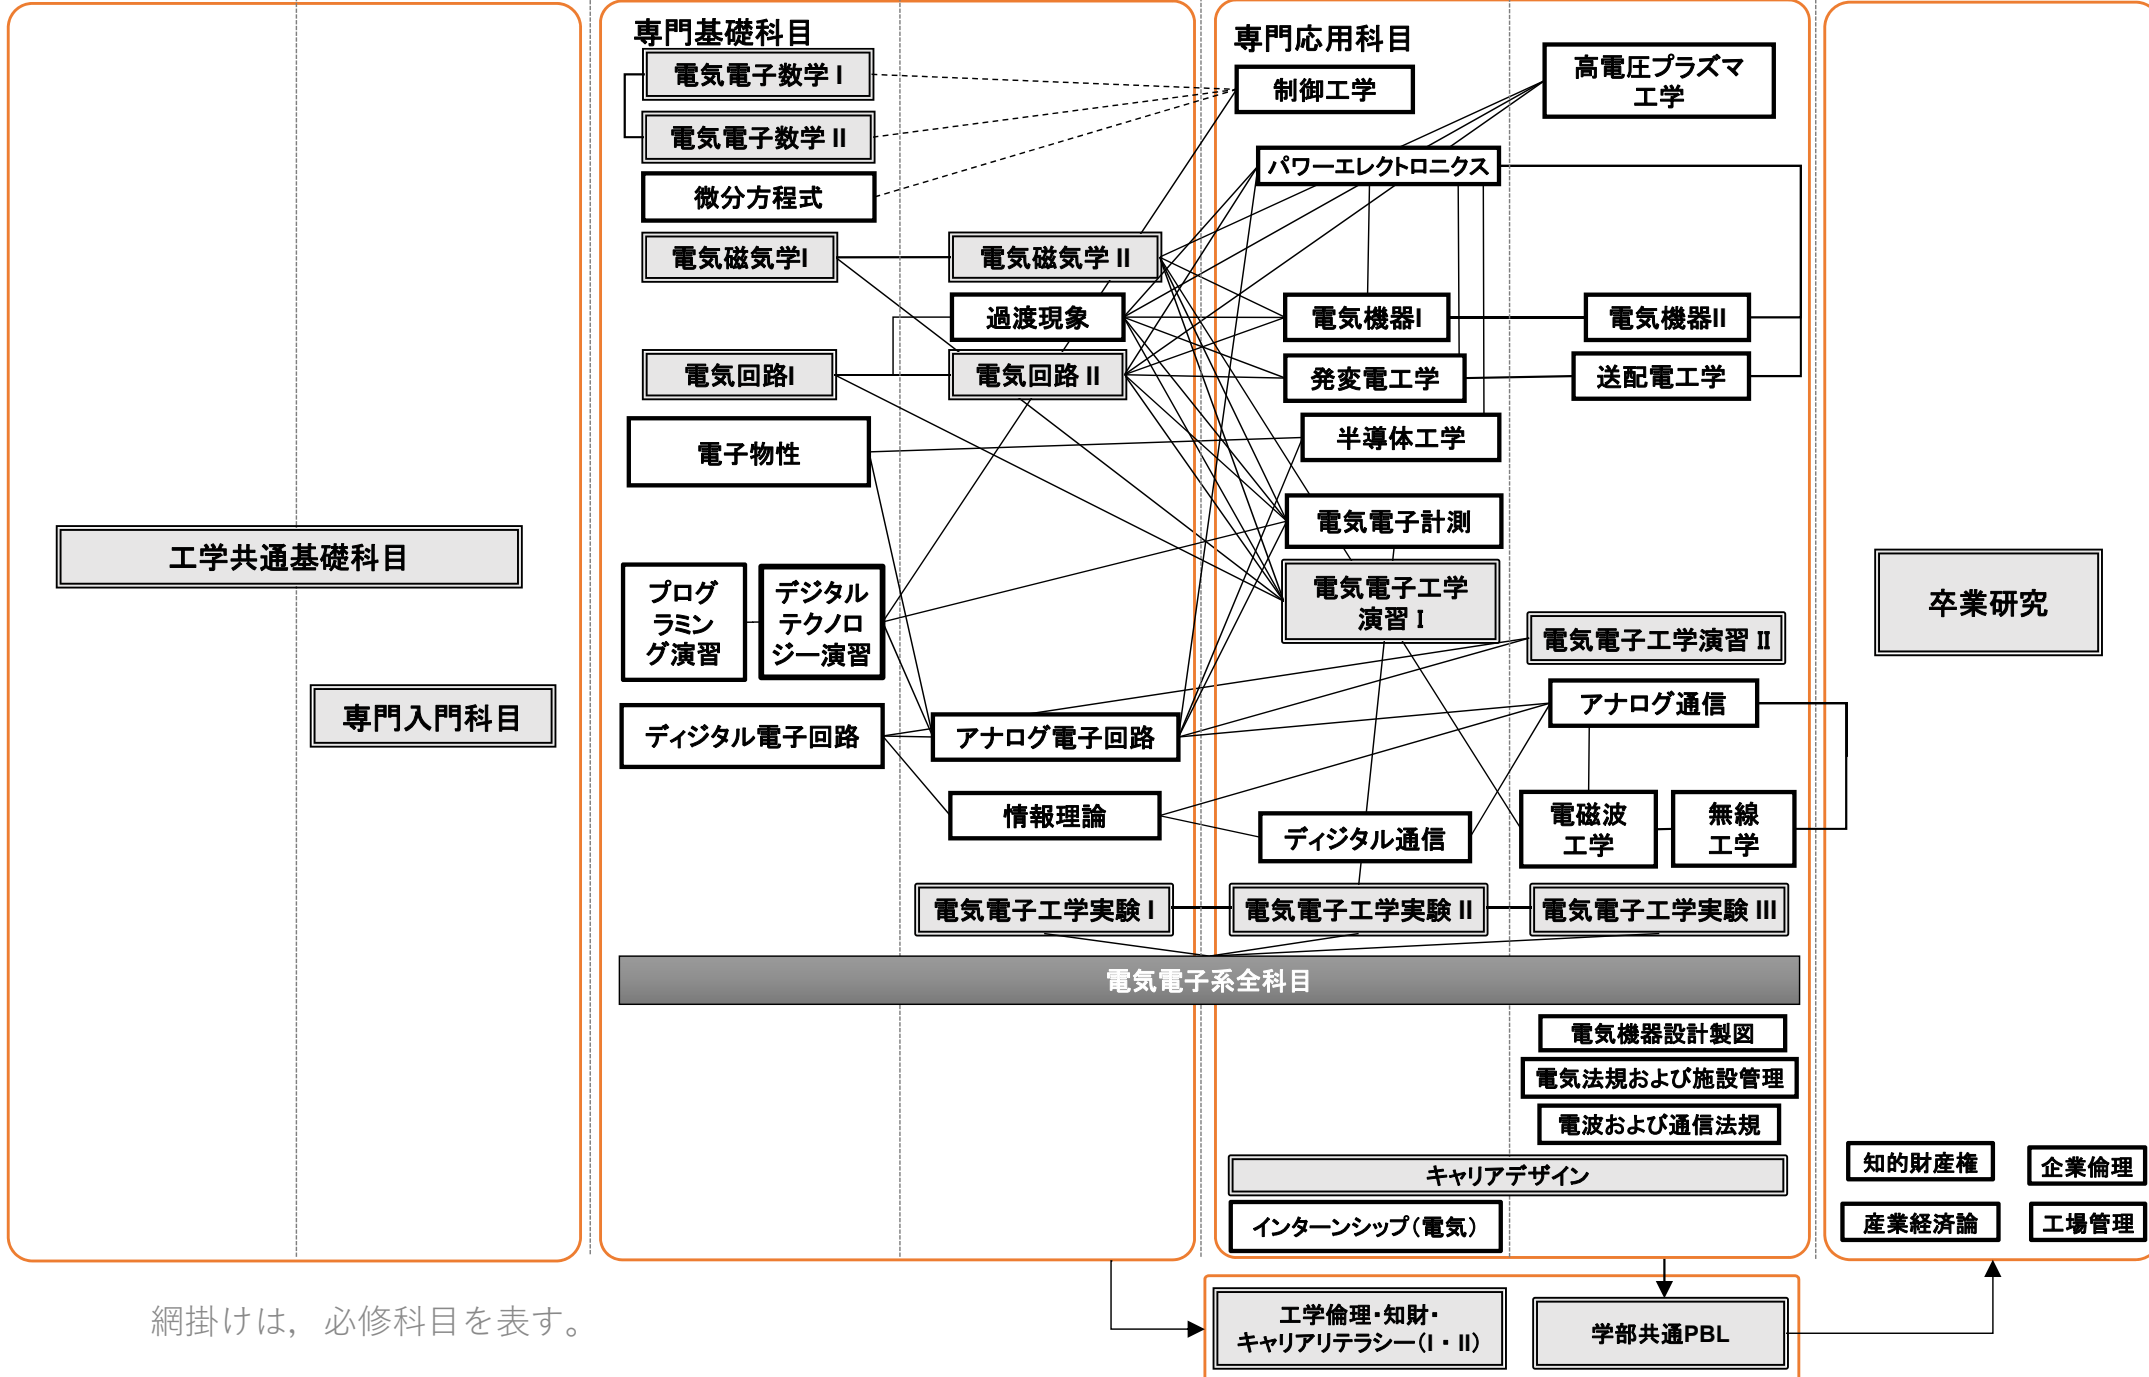 専門基礎科目
電気電子数学 I
電気電子数学 II
微分方程式
電気磁気学I
電気磁気学 II
過渡現象
電気回路I
電気回路 II
電子物性
プログ
ラミン
グ演習
デジタル
テクノロ
ジー演習
ディジタル電子回路
アナログ電子回路
情報理論
工学共通基礎科目
専門入門科目
専門応用科目
制御工学
高電圧プラズマ
工学
パワーエレクトロニクス
電気機器I
電気機器II
発変電工学
送配電工学
半導体工学
電気電子計測
電気電子工学
演習 I
電気電子工学演習 II
アナログ通信
電磁波
工学
無線
工学
ディジタル通信
電気電子工学実験 I
電気電子工学実験 II
電気電子工学実験 III
電気電子系全科目
電気機器設計製図
電気法規および施設管理
電波および通信法規
キャリアデザイン
インターンシップ（電気）
卒業研究
知的財産権
企業倫理
産業経済論
工場管理
工学倫理・知財・
キャリアリテラシー（I・II）
学部共通PBL
網掛けは，必修科目を表す。